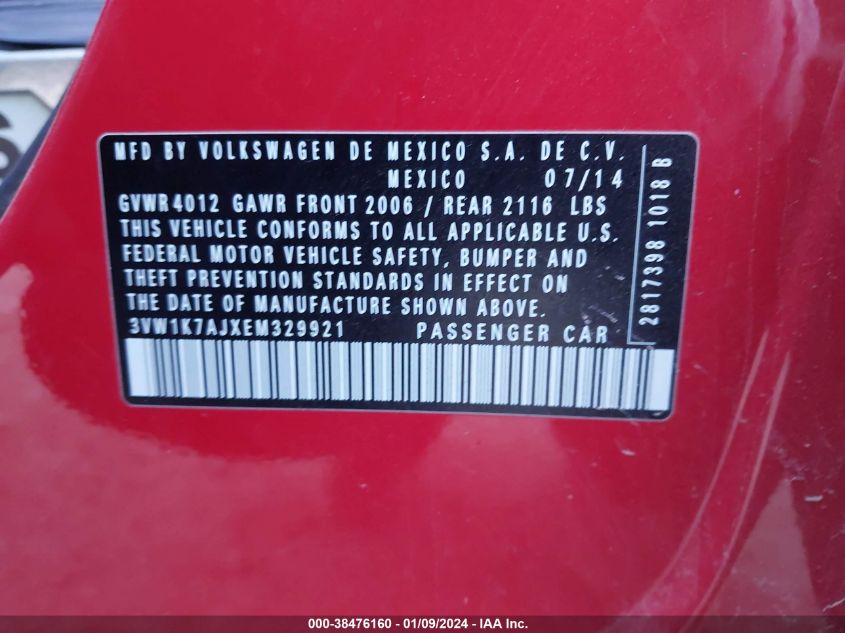 MFD BY VOLKSWAGEN DE MEXICO S.A. DE C.V.
MEXICO 07/14
GVWR 4012 GAWR FRONT 2006 / REAR 2116 LBS
THIS VEHICLE CONFORMS TO ALL APPLICABLE U.S.
FEDERAL MOTOR VEHICLE SAFETY, BUMPER AND
THEFT PREVENTION STANDARDS IN EFFECT ON
THE DATE OF MANUFACTURE SHOWN ABOVE.
3VW1K7AJXEM329921 PASSENGER CAR
2817398 1018 B
000-38476160 - 01/09/2024 - IAA Inc.